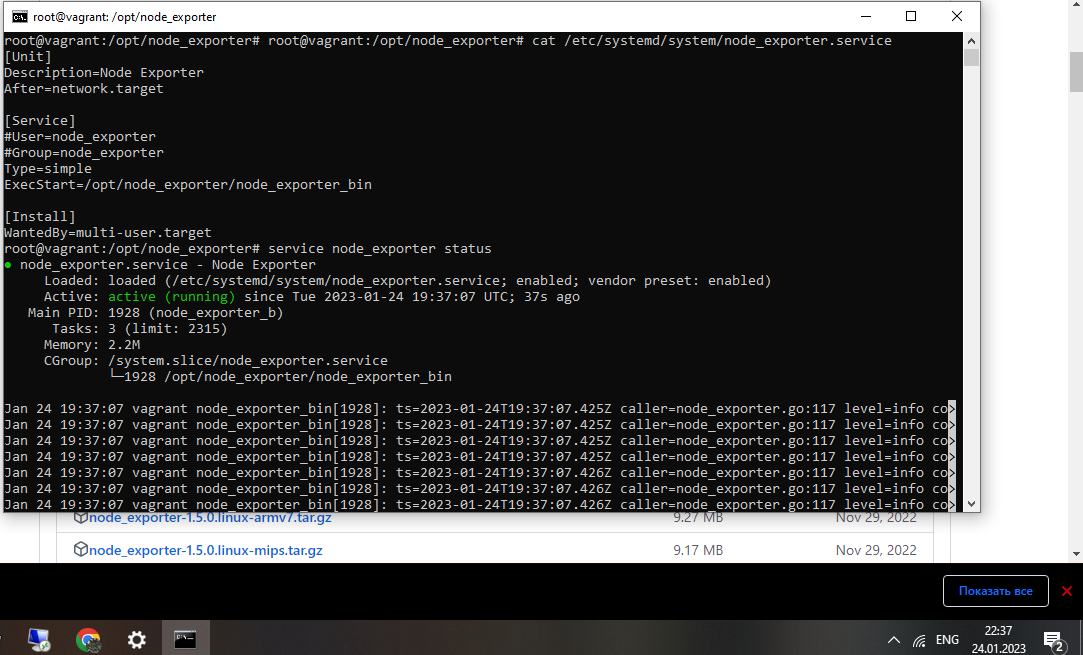 root@vagrant: /opt/node_exporter
root@vagrant:/opt/node_exporter# root@vagrant:/opt/node_exporter# cat /etc/systemd/system/node_exporter.service
[Unit]
Description=Node Exporter
After=network.target
[Service]
#User=node_exporter
#Group=node_exporter
Type=simple
ExecStart=/opt/node_exporter/node_exporter_bin
[Install]
WantedBy=multi-user.target
root@vagrant:/opt/node_exporter# service node_exporter status
● node_exporter.service - Node Exporter
Loaded: loaded (/etc/systemd/system/node_exporter.service; enabled; vendor preset: enabled)
Active: active (running) since Tue 2023-01-24 19:37:07 UTC; 37s ago
Main PID: 1928 (node_exporter_b)
Tasks: 3 (limit: 2315)
Memory: 2.2M
CGroup: /system.slice/node_exporter.service
└─1928 /opt/node_exporter/node_exporter_bin
Jan 24 19:37:07 vagrant node_exporter_bin[1928]: ts=2023-01-24T19:37:07.425Z caller=node_exporter.go:117 level=info co>
Jan 24 19:37:07 vagrant node_exporter_bin[1928]: ts=2023-01-24T19:37:07.425Z caller=node_exporter.go:117 level=info co>
Jan 24 19:37:07 vagrant node_exporter_bin[1928]: ts=2023-01-24T19:37:07.425Z caller=node_exporter.go:117 level=info co>
Jan 24 19:37:07 vagrant node_exporter_bin[1928]: ts=2023-01-24T19:37:07.425Z caller=node_exporter.go:117 level=info co>
Jan 24 19:37:07 vagrant node_exporter_bin[1928]: ts=2023-01-24T19:37:07.426Z caller=node_exporter.go:117 level=info co>
Jan 24 19:37:07 vagrant node_exporter_bin[1928]: ts=2023-01-24T19:37:07.426Z caller=node_exporter.go:117 level=info co>
Jan 24 19:37:07 vagrant node_exporter_bin[1928]: ts=2023-01-24T19:37:07.426Z caller=node_exporter.go:117 level=info co>
node_exporter-1.5.0.linux-armv7.tar.gz 9.27 MB Nov 29, 2022
node_exporter-1.5.0.linux-mips.tar.gz 9.17 MB Nov 29, 2022
Показать все
ENG
22:37
24.01.2023
2